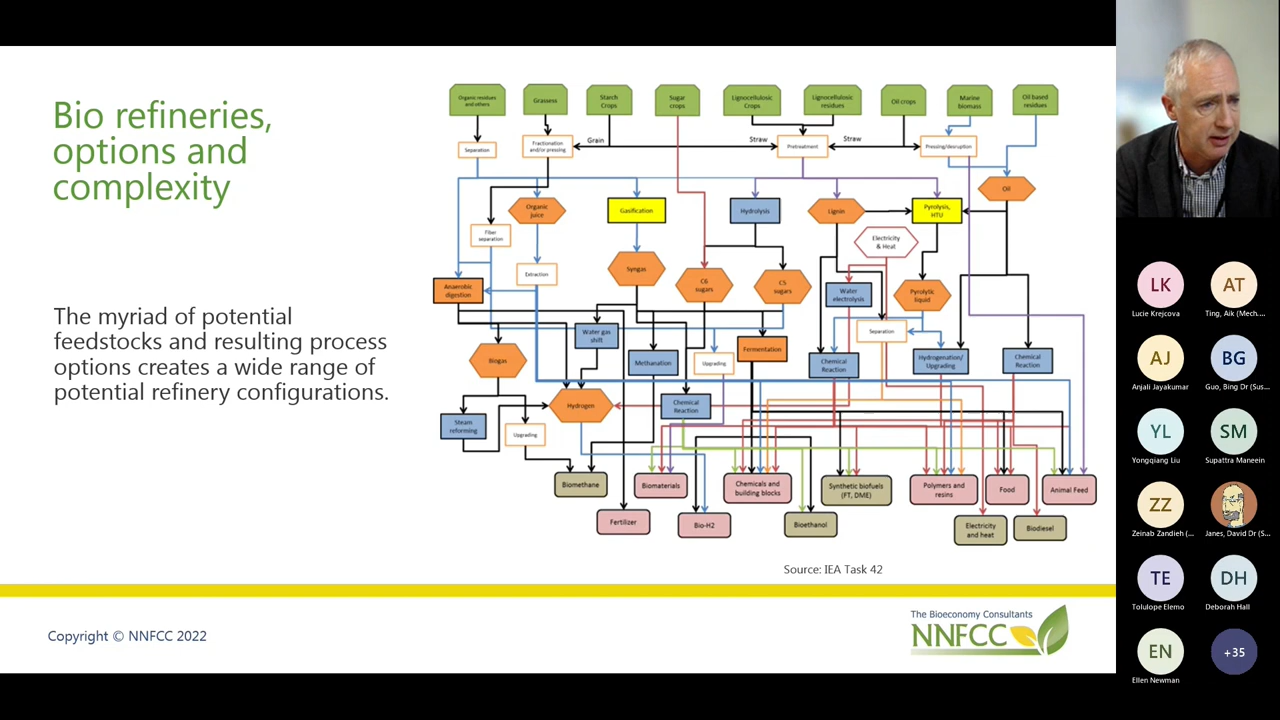 Bio refineries,
options and
complexity
The myriad of potential
feedstocks and resulting process
options creates a wide range of
potential refinery configurations.
Organic residues
and others
Grassess
Starch
Crops
Sugar
crops
Lignocellulosic
Crops
Lignocellulosic
residues
Oil crops
Marine
biomass
Oil based
residues
Separation
Fractionation
and/or pressing
Grain
Straw
Pretreatment
Straw
Pressing/desruption
Oil
Organic
juice
Gasification
Hydrolysis
Lignin
Pyrolysis,
HTU
Fiber
separation
Electricity
& Heat
Extraction
Syngas
C6
sugars
C5
sugars
Anaerobic
digestion
Water
electrolysis
Pyrolytic
liquid
Water gas
shift
Separation
Biogas
Methanation
Upgrading
Fermentation
Chemical
Reaction
Hydrogenation/
Upgrading
Chemical
Reaction
Hydrogen
Chemical
Reaction
Steam
reforming
Upgrading
Biomethane
Biomaterials
Chemicals and
building blocks
Synthetic biofuels
(FT, DME)
Polymers and
resins
Food
Animal Feed
Fertilizer
Bio-H2
Bioethanol
Electricity
and heat
Biodiesel
Source: IEA Task 42
Copyright © NNFCC 2022
The Bioeconomy Consultants
NNFCC
LK
Lucie Krejcova
AT
Ting, Aik (Mech....
AJ
Anjali Jayakumar
BG
Guo, Bing Dr (Sus...
YL
Yongqiang Liu
SM
Supattra Maneein
ZZ
Zeinab Zandieh (...
Janes, David Dr (S...
TE
Tolulope Elemo
DH
Deborah Hall
EN
Ellen Newman
+35